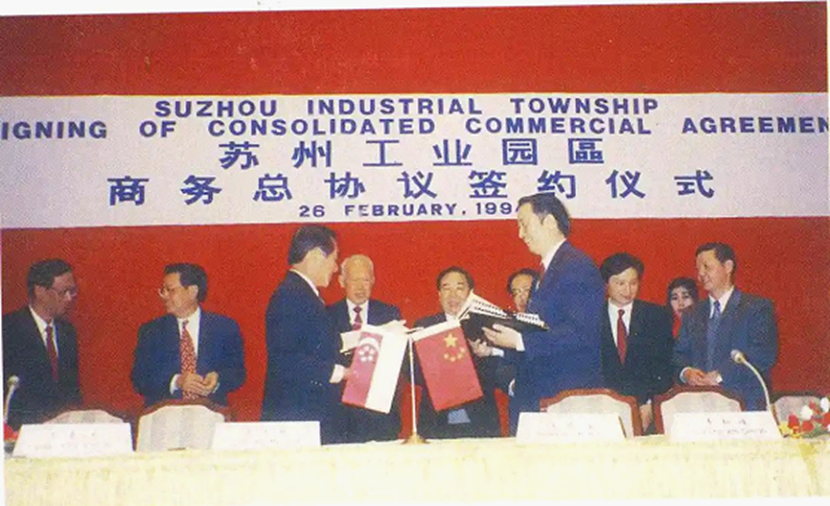 SUZHOU INDUSTRIAL TOWNSHIP
IGNING OF CONSOLIDATED COMMERCIAL AGREEMEN
苏州工业园區
商务总协议签约仪式
26 FEBRUARY, 199